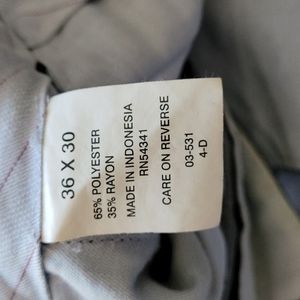 36 X 30
65% POLYESTER
35% RAYON
MADE IN INDONESIA
RN54341
CARE ON REVERSE
03-531
4-D